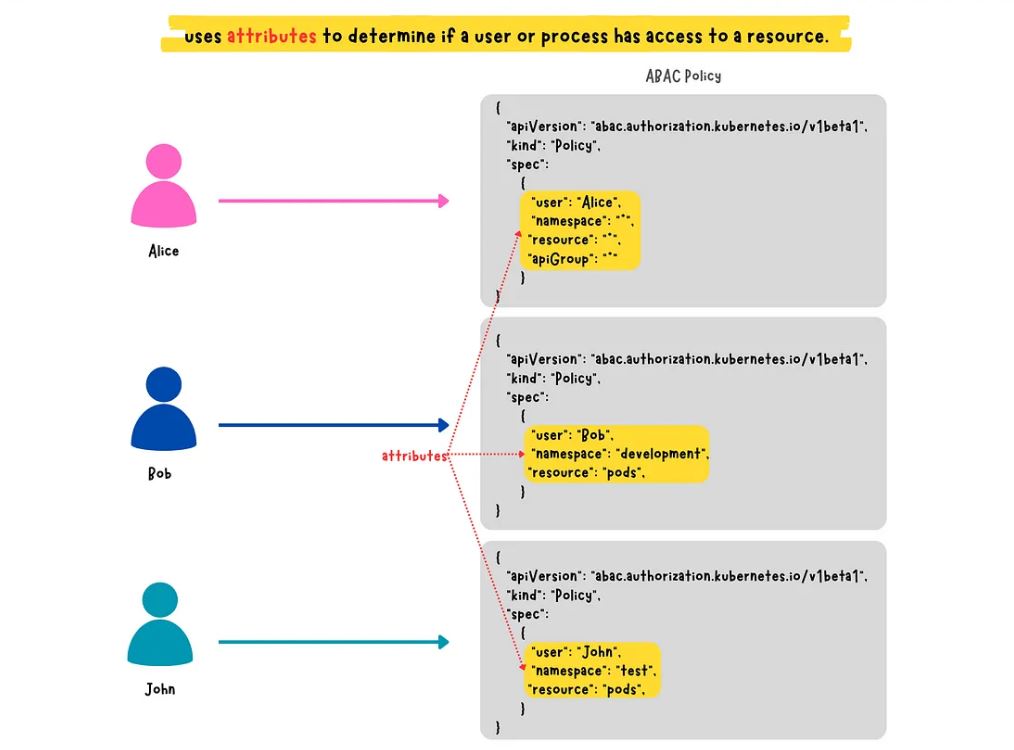 uses attributes to determine if a user or process has access to a resource.
ABAC Policy
{
"apiVersion": "abac.authorization.kubernetes.io/v1beta1",
"kind": "Policy",
"spec":
{
"user": "Alice",
"namespace": "*",
"resource": "*",
"apiGroup": "*"
}
}
Alice
{
"apiVersion": "abac.authorization.kubernetes.io/v1beta1",
"kind": "Policy",
"spec":
{
"user": "Bob",
"namespace": "development",
"resource": "pods",
}
}
attributes
Bob
{
"apiVersion": "abac.authorization.kubernetes.io/v1beta1",
"kind": "Policy",
"spec":
{
"user": "John",
"namespace": "test",
"resource": "pods",
}
}
John